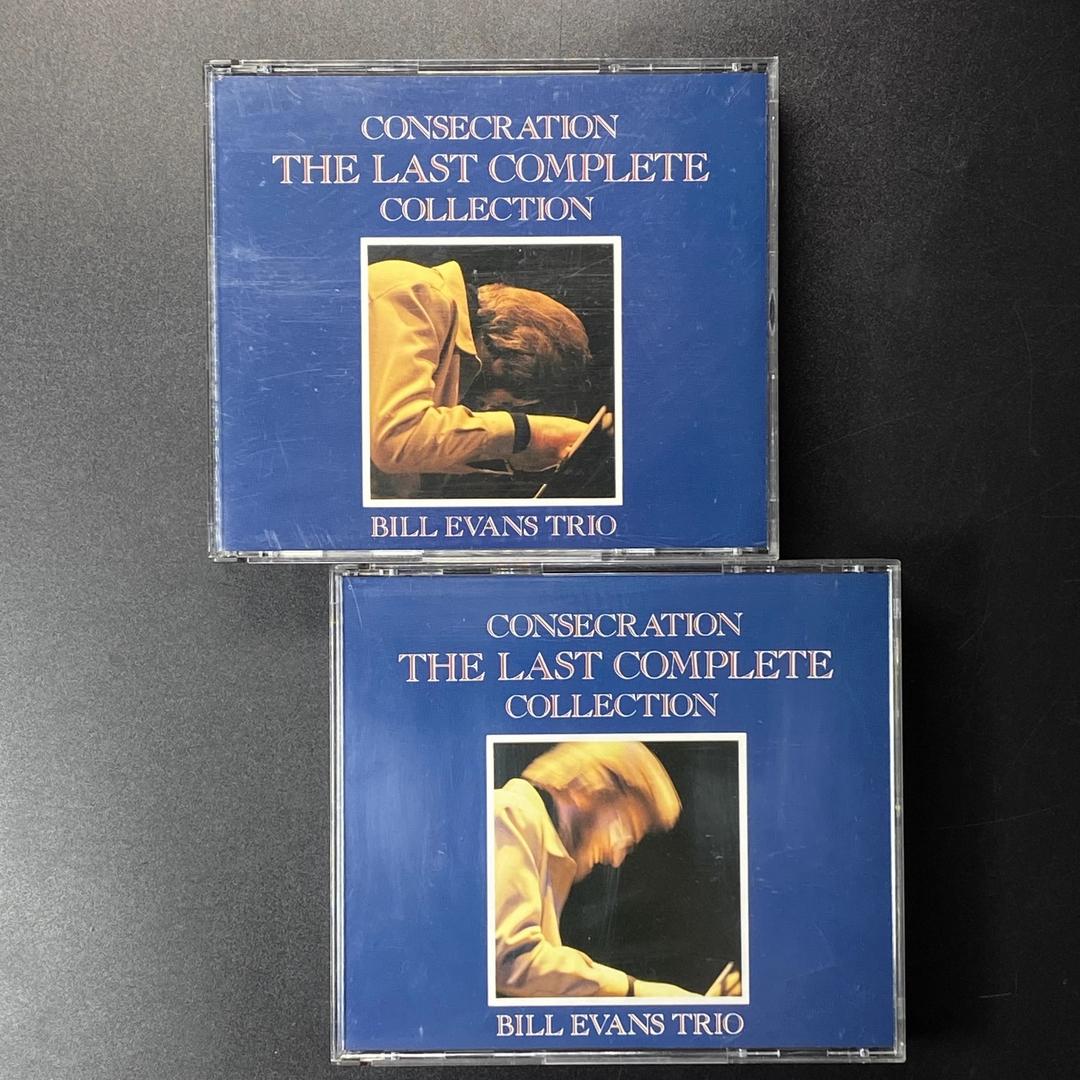 CONSECRATION
THE LAST COMPLETE
COLLECTION
BILL EVANS TRIO
CONSECRATION
THE LAST COMPLETE
COLLECTION
BILL EVANS TRIO